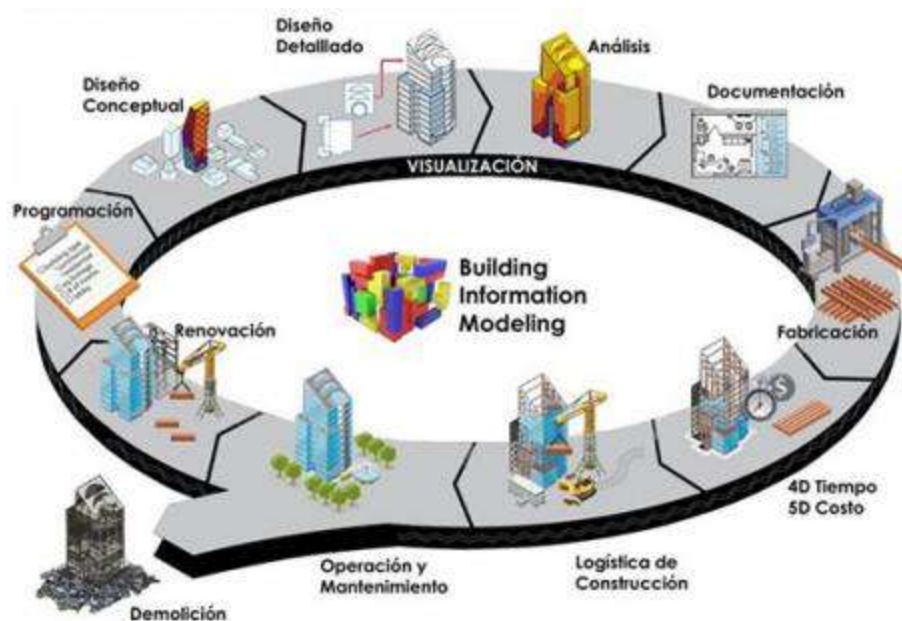 Diseño
Detalllado
Análisis
Diseño
Conceptual
Documentación
VISUALIZACIÓN
Programación
Building
Information
Modeling
Renovación
Fabricación
4D Tiempo
5D Costo
Operación y
Mantenimiento
Logística de
Construcción
Demolición